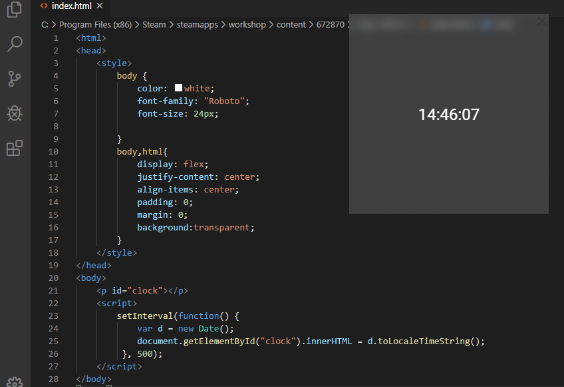 index.html
C: > Program Files (x86) > Steam > steamapps > workshop > content > 672870 >
14:46:07
1 <html>
2 <head>
3 <style>
4 body {
5 color: white;
6 font-family: "Roboto";
7 font-size: 24px;
8
9 }
10 body,html{
11 display: flex;
12 justify-content: center;
13 align-items: center;
14 padding: 0;
15 margin: 0;
16 background:transparent;
17 }
18 </style>
19 </head>
20 <body>
21 <p id="clock"></p>
22 <script>
23 setInterval(function() {
24 var d = new Date();
25 document.getElementById("clock").innerHTML = d.toLocaleTimeString();
26 }, 500);
27 </script>
28 </body>